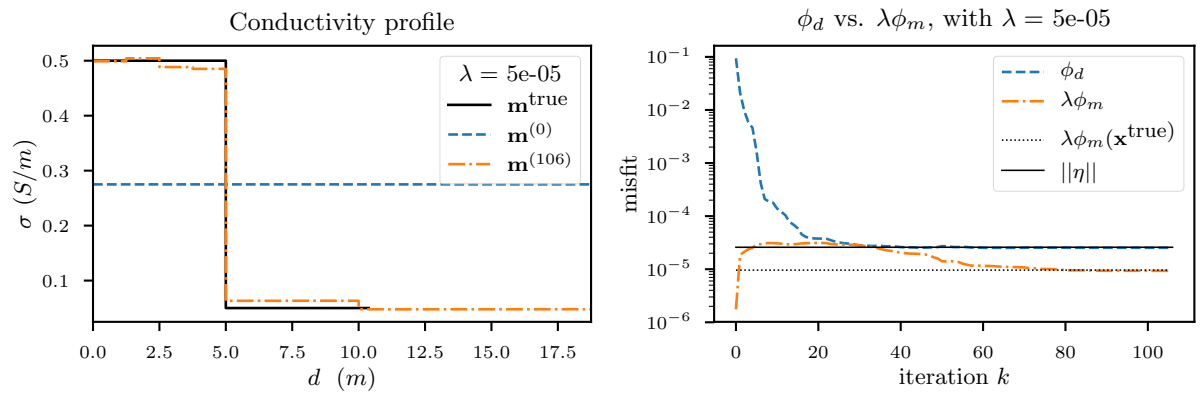 Conductivity profile
σ (S/m)
0.5
0.4
0.3
0.2
0.1
λ = 5e-05
m^true
m^(0)
m^(106)
0.0 2.5 5.0 7.5 10.0 12.5 15.0 17.5
d (m)
ϕ_d vs. λϕ_m, with λ = 5e-05
misfit
10^−1
10^−2
10^−3
10^−4
10^−5
10^−6
ϕ_d
λϕ_m
λϕ_m(x^true)
||η||
0 20 40 60 80 100
iteration k